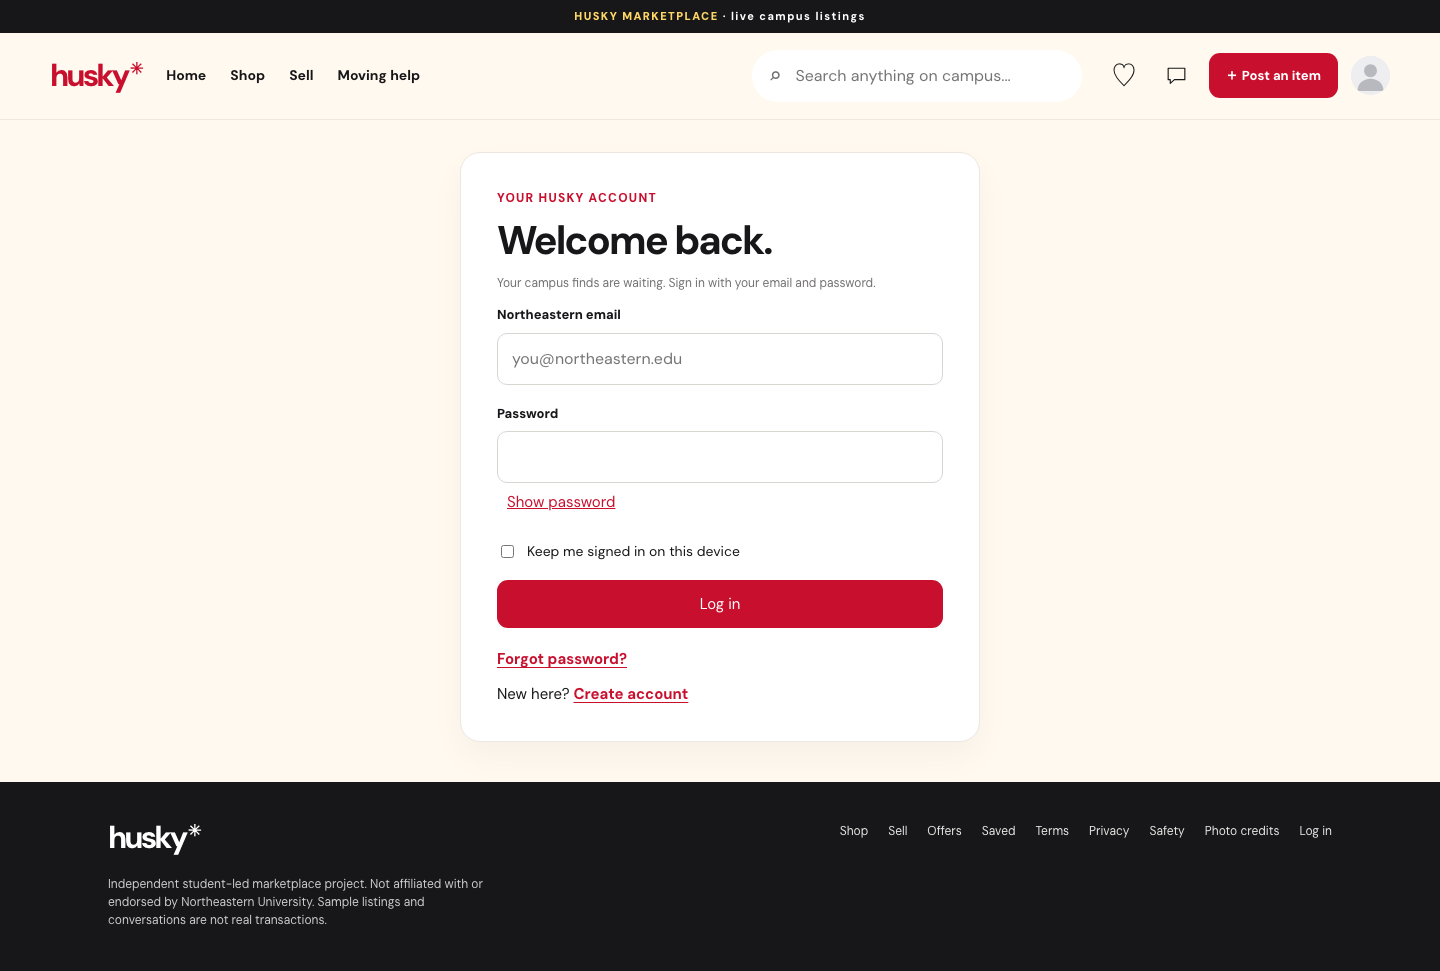 HUSKY MARKETPLACE · live campus listings
husky*
Home
Shop
Sell
Moving help
Search anything on campus...
+ Post an item
YOUR HUSKY ACCOUNT
Welcome back.
Your campus finds are waiting. Sign in with your email and password.
Northeastern email
you@northeastern.edu
Password
Show password
Keep me signed in on this device
Log in
Forgot password?
New here? Create account
husky*
Shop
Sell
Offers
Saved
Terms
Privacy
Safety
Photo credits
Log in
Independent student-led marketplace project. Not affiliated with or
endorsed by Northeastern University. Sample listings and
conversations are not real transactions.